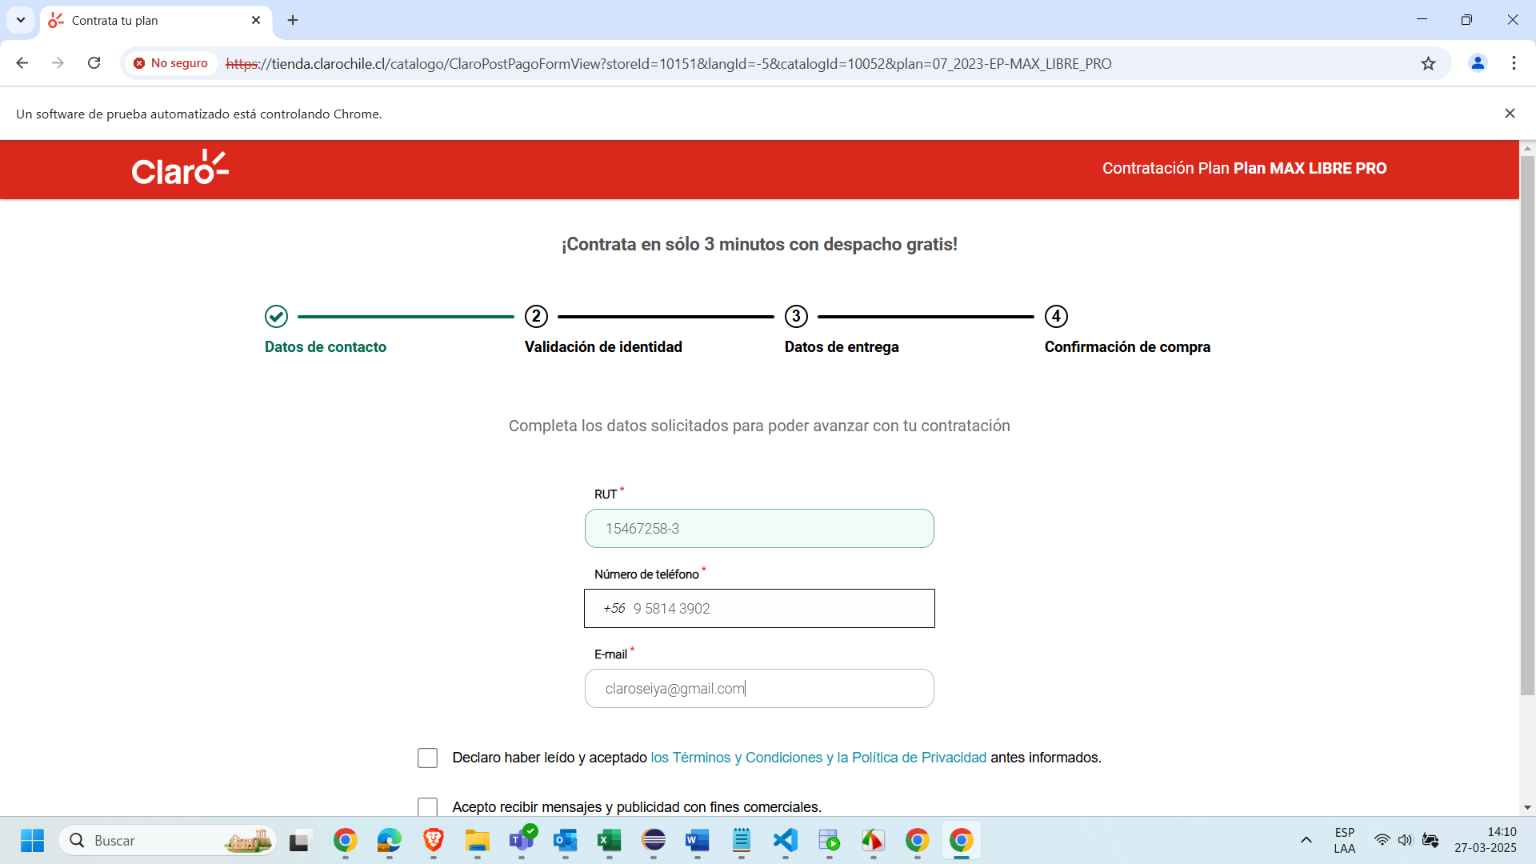 Contrata tu plan
No seguro
https://tienda.clarochile.cl/catalogo/ClaroPostPagoFormView?storeId=10151&langId=-5&catalogId=10052&plan=07_2023-EP-MAX_LIBRE_PRO
Un software de prueba automatizado está controlando Chrome.
Claro
Contratación Plan Plan MAX LIBRE PRO
¡Contrata en sólo 3 minutos con despacho gratis!
2
3
4
Datos de contacto
Validación de identidad
Datos de entrega
Confirmación de compra
Completa los datos solicitados para poder avanzar con tu contratación
RUT *
15467258-3
Número de teléfono *
+56 9 5814 3902
E-mail *
claroseiya@gmail.com
Declaro haber leído y aceptado los Términos y Condiciones y la Política de Privacidad antes informados.
Acepto recibir mensajes y publicidad con fines comerciales.
Buscar
ESP
LAA
14:10
27-03-2025